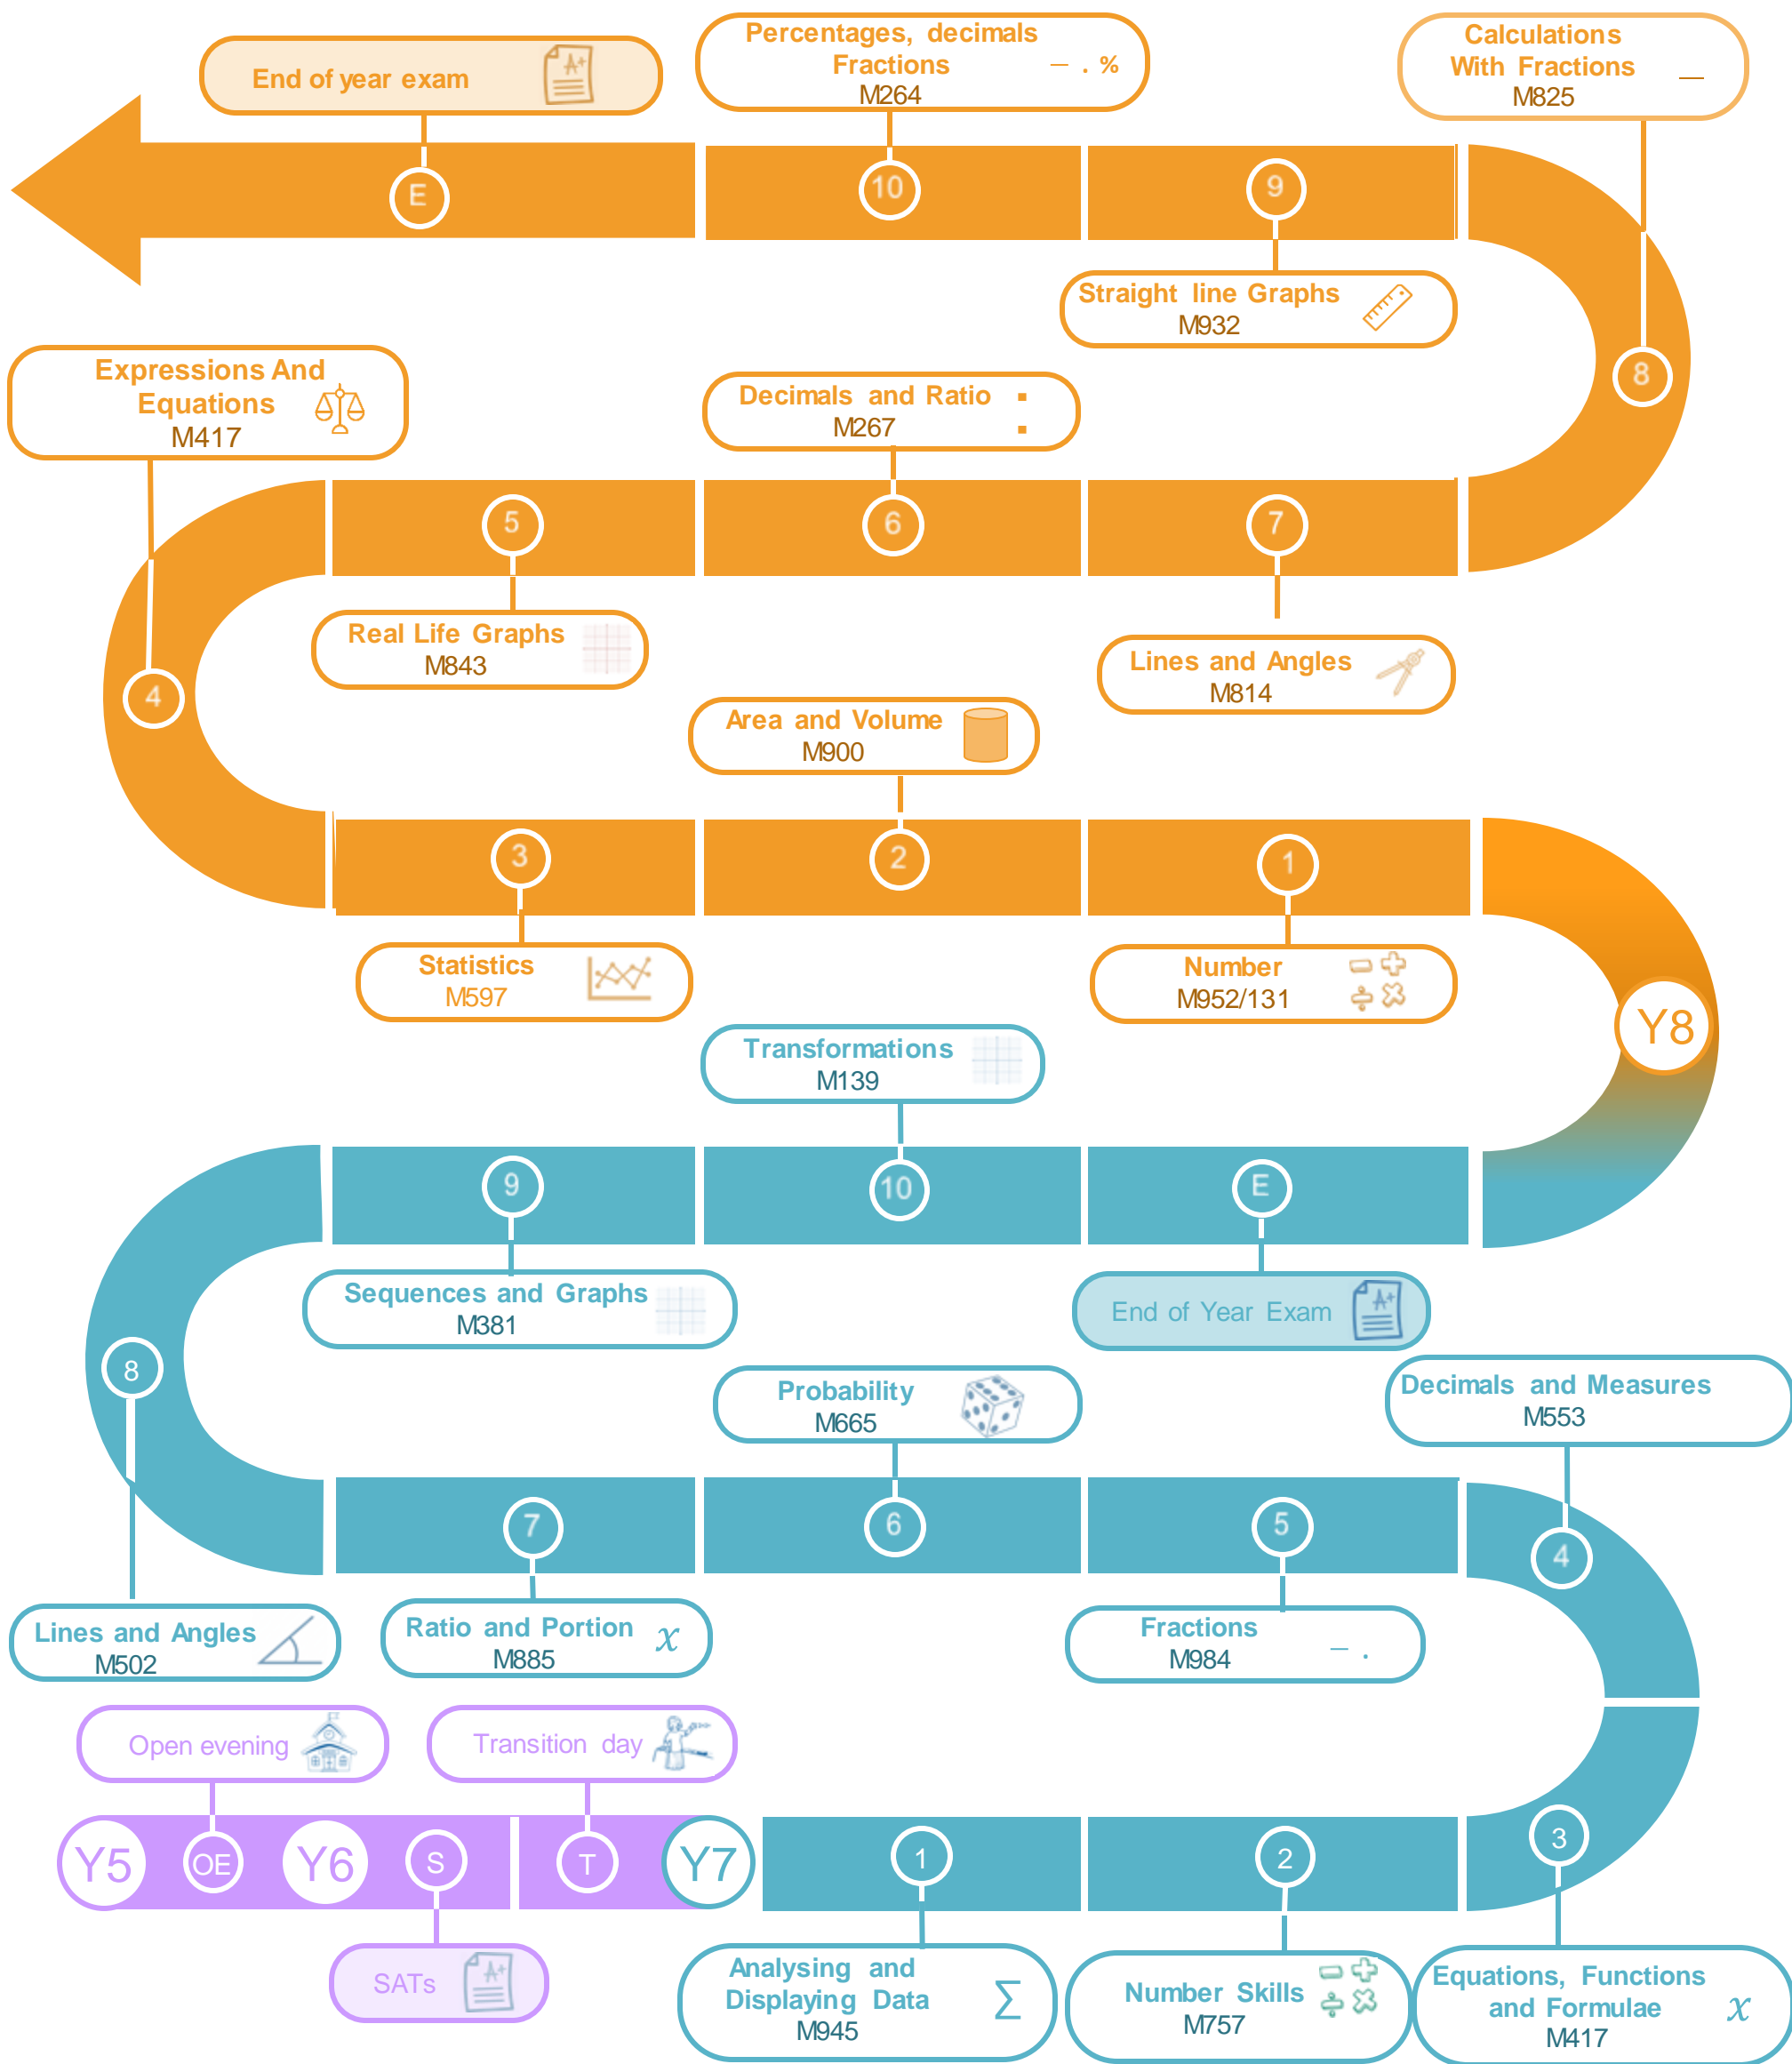 End of year exam
Percentages, decimals
Fractions
– . %
M264
Calculations
With Fractions
M825
E
10
9
Straight line Graphs
M932
8
Expressions And
Equations
M417
Decimals and Ratio :
M267
5
6
7
Real Life Graphs
M843
Lines and Angles
M814
4
Area and Volume
M900
3
2
1
Statistics
M597
Number
M952/131
Y8
Transformations
M139
9
10
E
Sequences and Graphs
M381
End of Year Exam
8
Probability
M665
Decimals and Measures
M553
7
6
5
4
Lines and Angles
M502
Ratio and Portion x
M885
Fractions – .
M984
Open evening
Transition day
Y5
OE
Y6
S
T
Y7
1
2
3
SATs
Analysing and
Displaying Data
M945
∑
Number Skills
M757
Equations, Functions
and Formulae
M417
x